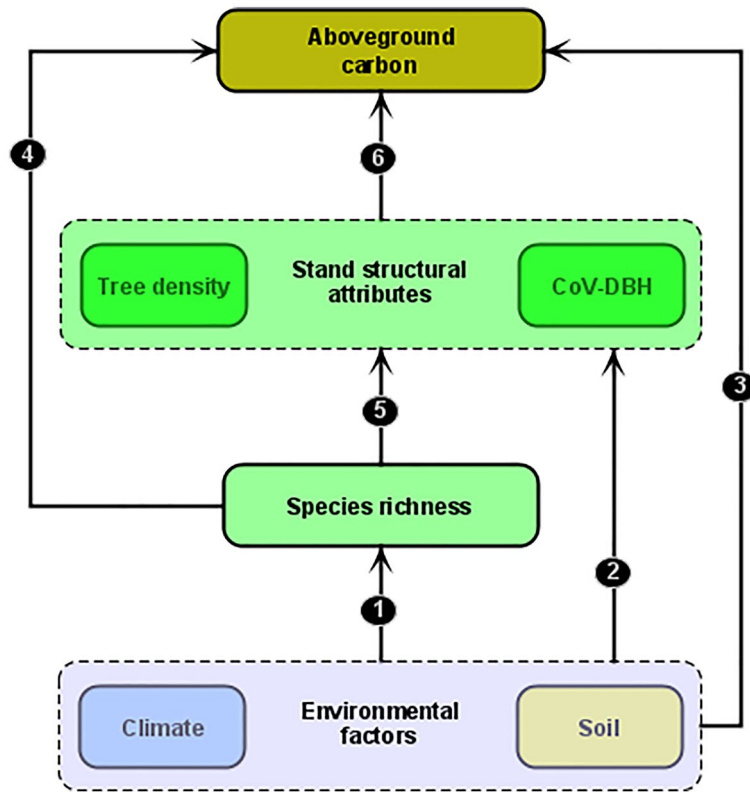 Aboveground
carbon
4
6
Tree density
Stand structural
attributes
CoV-DBH
3
5
Species richness
2
1
Climate
Environmental
factors
Soil